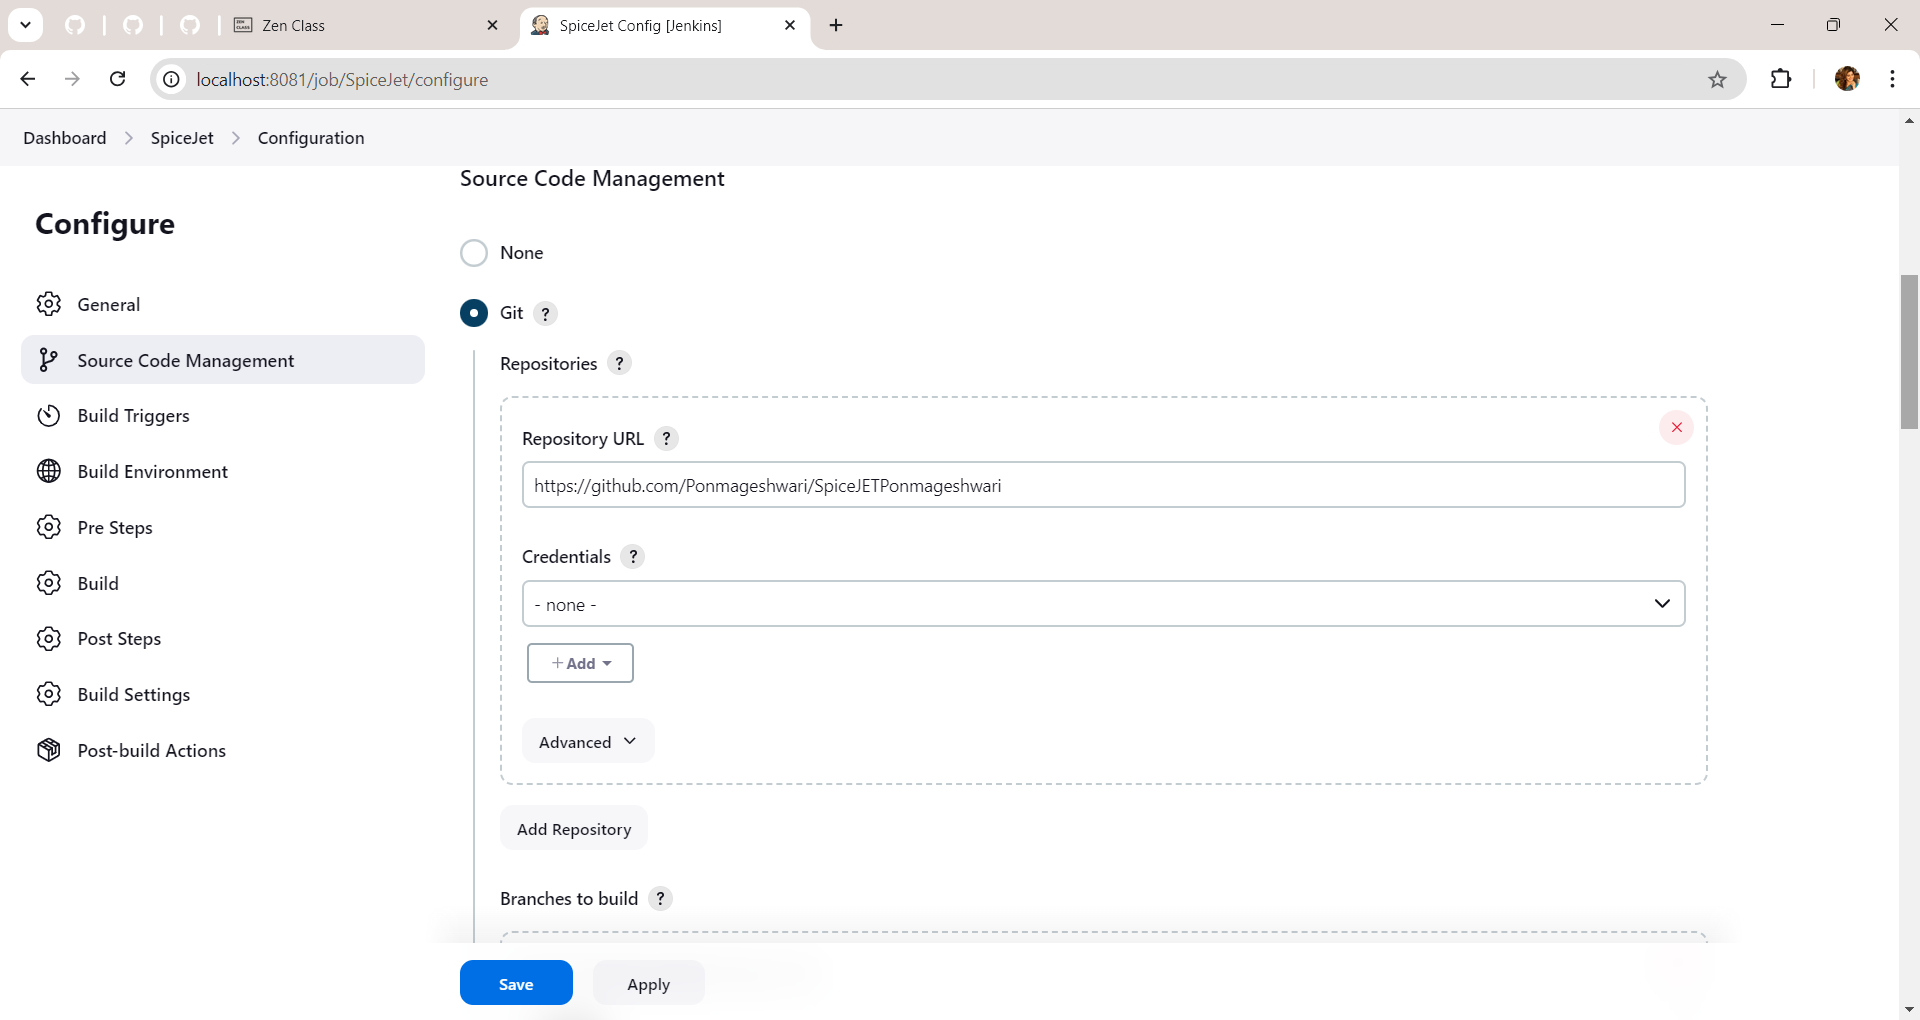 Zen Class
SpiceJet Config [Jenkins]
localhost:8081/job/SpiceJet/configure
Dashboard
SpiceJet
Configuration
Configure
General
Source Code Management
Build Triggers
Build Environment
Pre Steps
Build
Post Steps
Build Settings
Post-build Actions
Source Code Management
None
Git ?
Repositories ?
Repository URL ?
https://github.com/Ponmageshwari/SpiceJETPonmageshwari
Credentials ?
- none -
+ Add
Advanced
Add Repository
Branches to build ?
Save
Apply